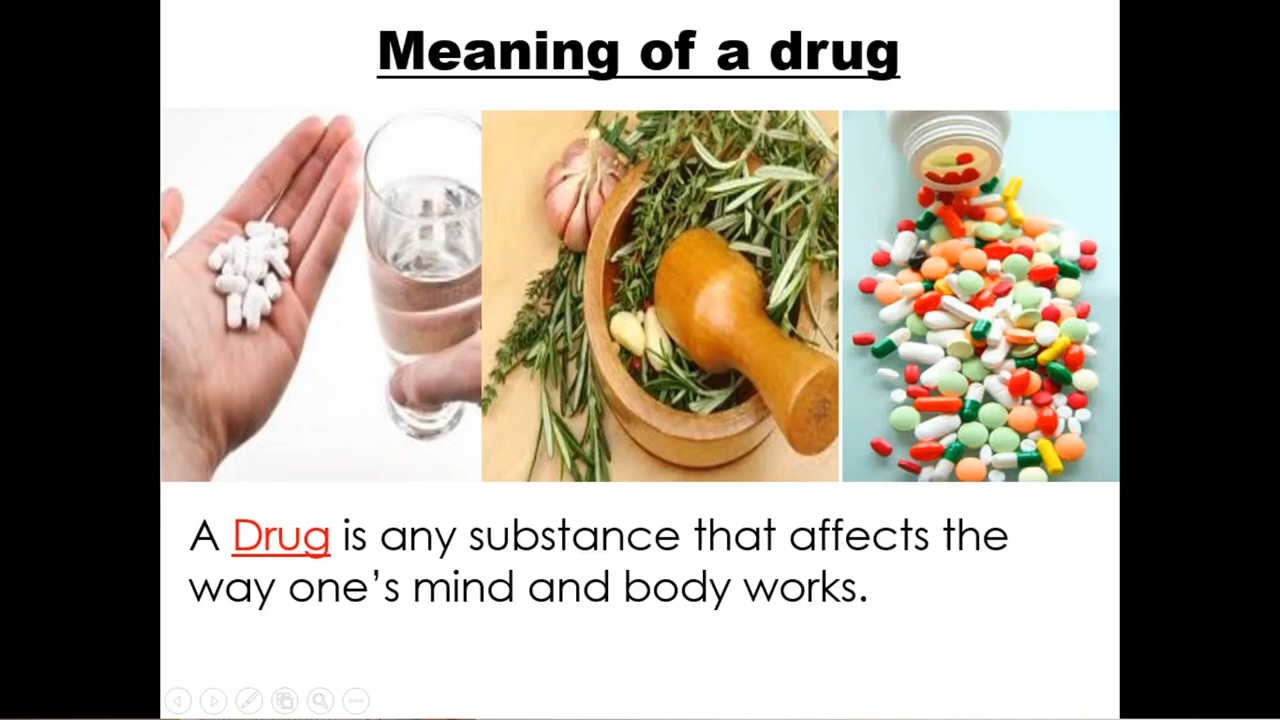 Meaning of a drug
A Drug is any substance that affects the
way one’s mind and body works.